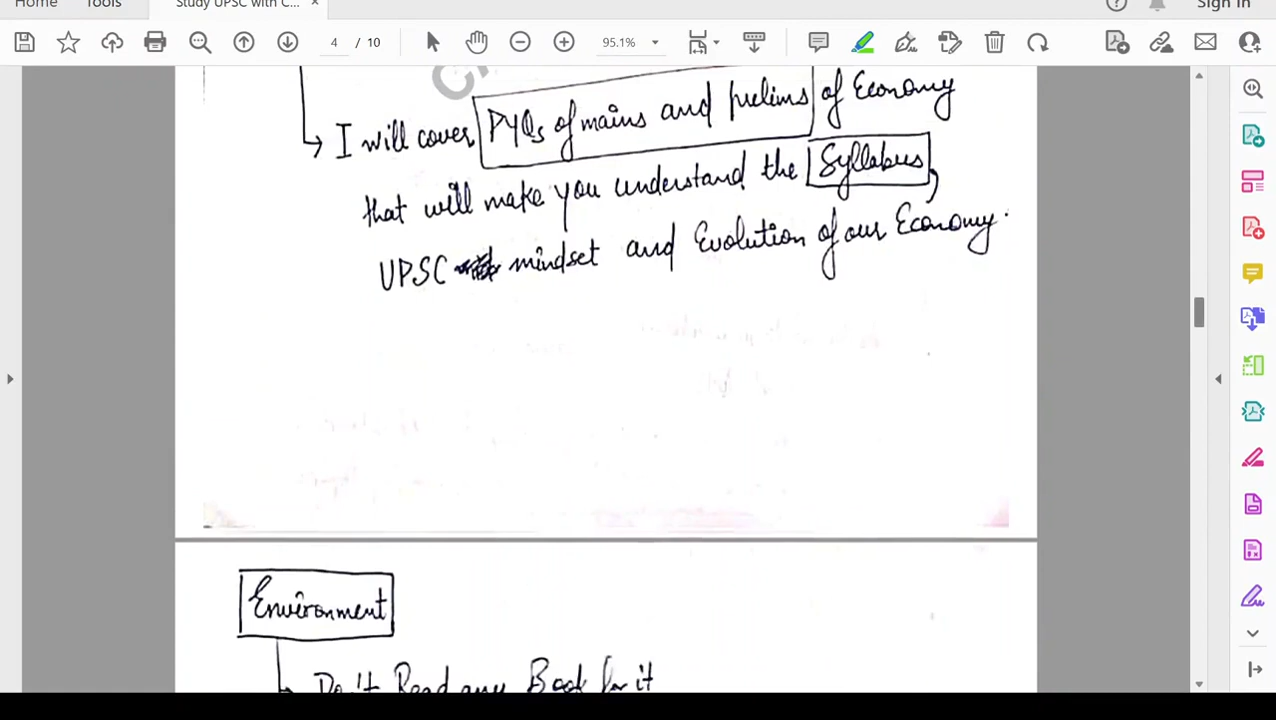 Home
Tools
Study UPSC with C...
×
Sign In
4 / 10
95.1%
→ I will cover PYQs of mains and prelims of Economy
that will make you understand the Syllabus
UPSC mindset and Evolution of our Economy.
Environment
Don't Read any Book for it